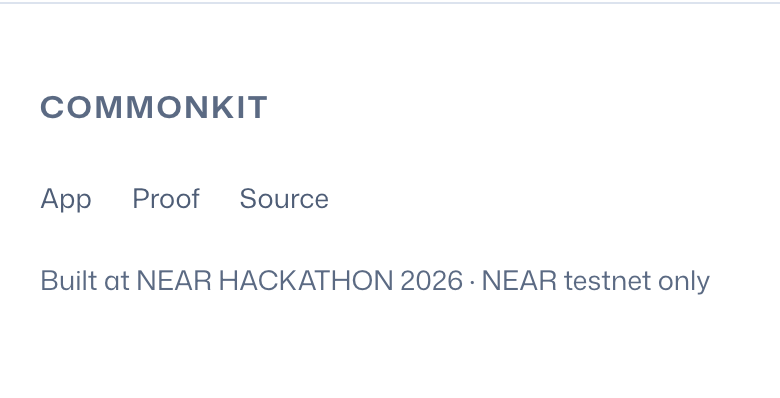 COMMONKIT
App Proof Source
Built at NEAR HACKATHON 2026 · NEAR testnet only